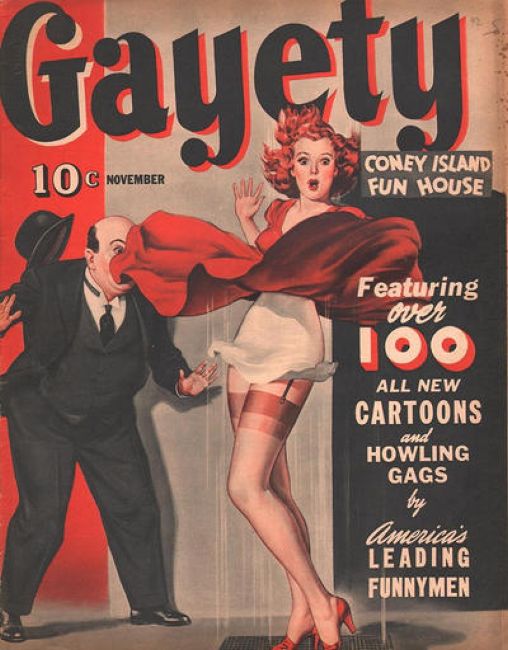 Gayety
10¢ NOVEMBER
CONEY ISLAND
FUN HOUSE
Featuring
over
100
ALL NEW
CARTOONS
and
HOWLING
GAGS
by
America's
LEADING
FUNNYMEN